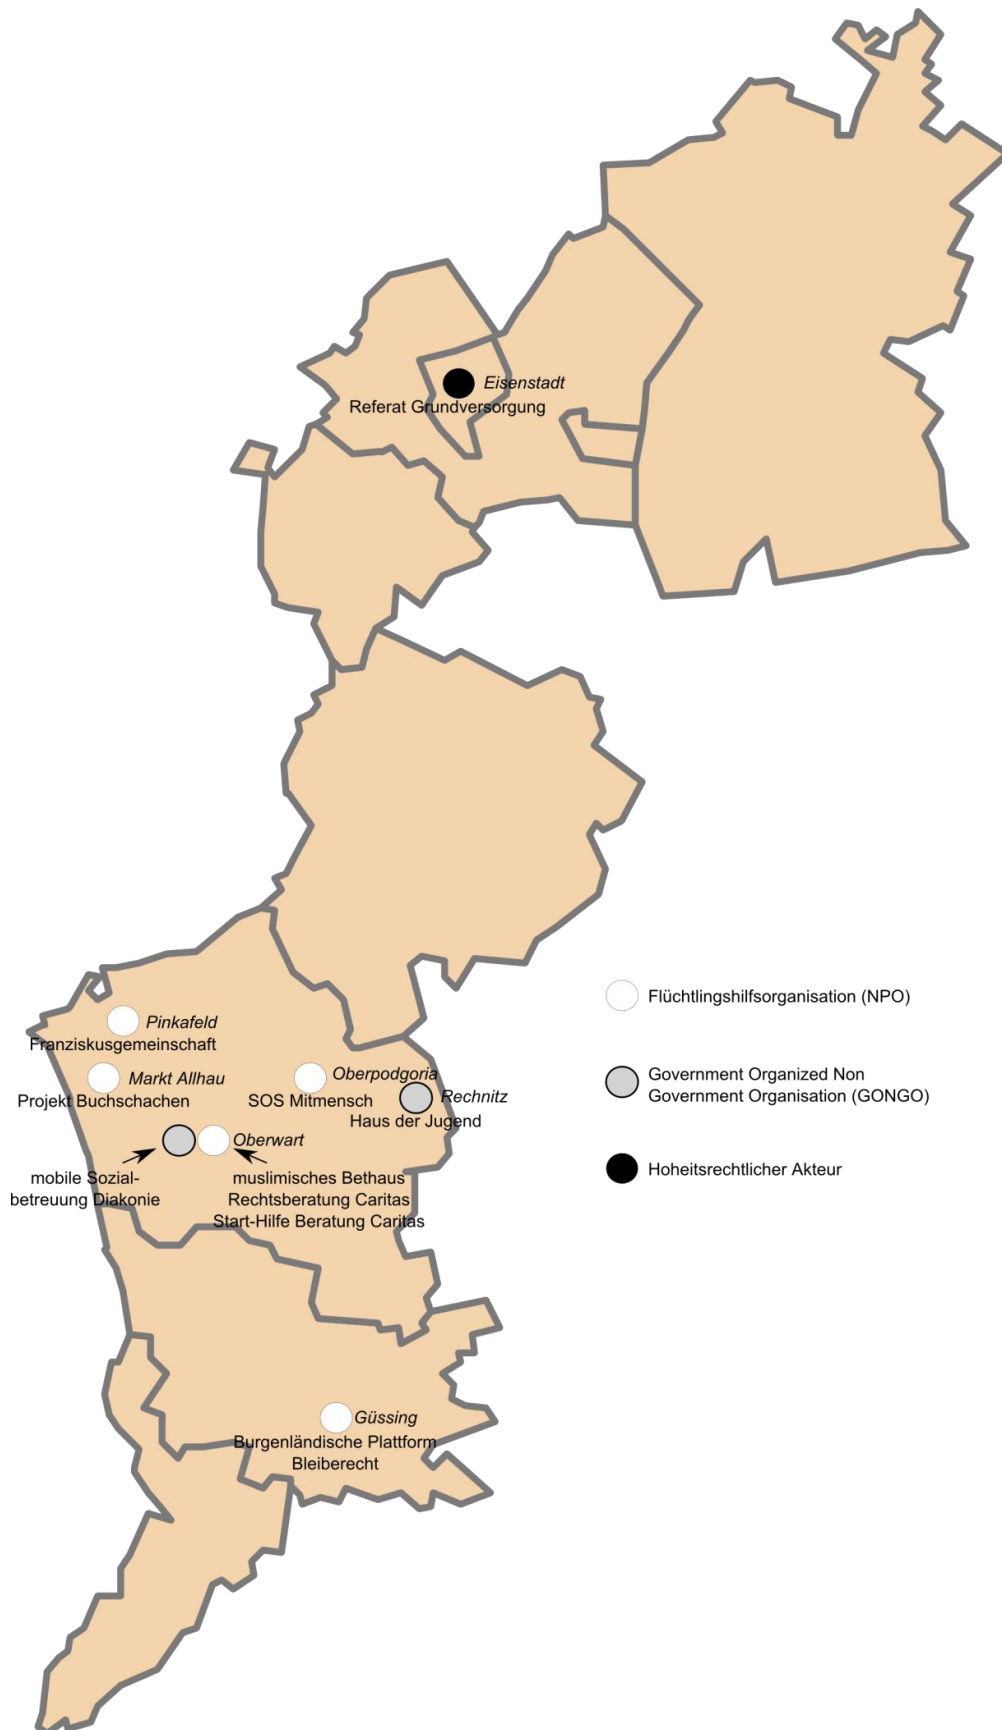 Eisenstadt
Referat Grundversorgung
Flüchtlingshilfsorganisation (NPO)
Pinkafeld
Franziskusgemeinschaft
Government Organized Non
Government Organisation (GONGO)
Markt Allhau
Projekt Buchschachen
Oberpodgoria
SOS Mitmensch
Rechnitz
Haus der Jugend
Hoheitsrechtlicher Akteur
Oberwart
mobile Sozial-
betreuung Diakonie
muslimisches Bethaus
Rechtsberatung Caritas
Start-Hilfe Beratung Caritas
Güssing
Burgenländische Plattform
Bleiberecht